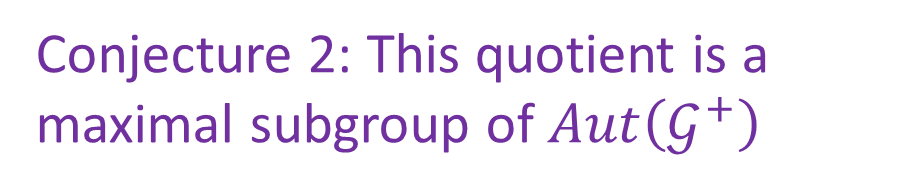 Conjecture 2: This quotient is a
maximal subgroup of 𝐴𝑢𝑡(𝒢⁺)